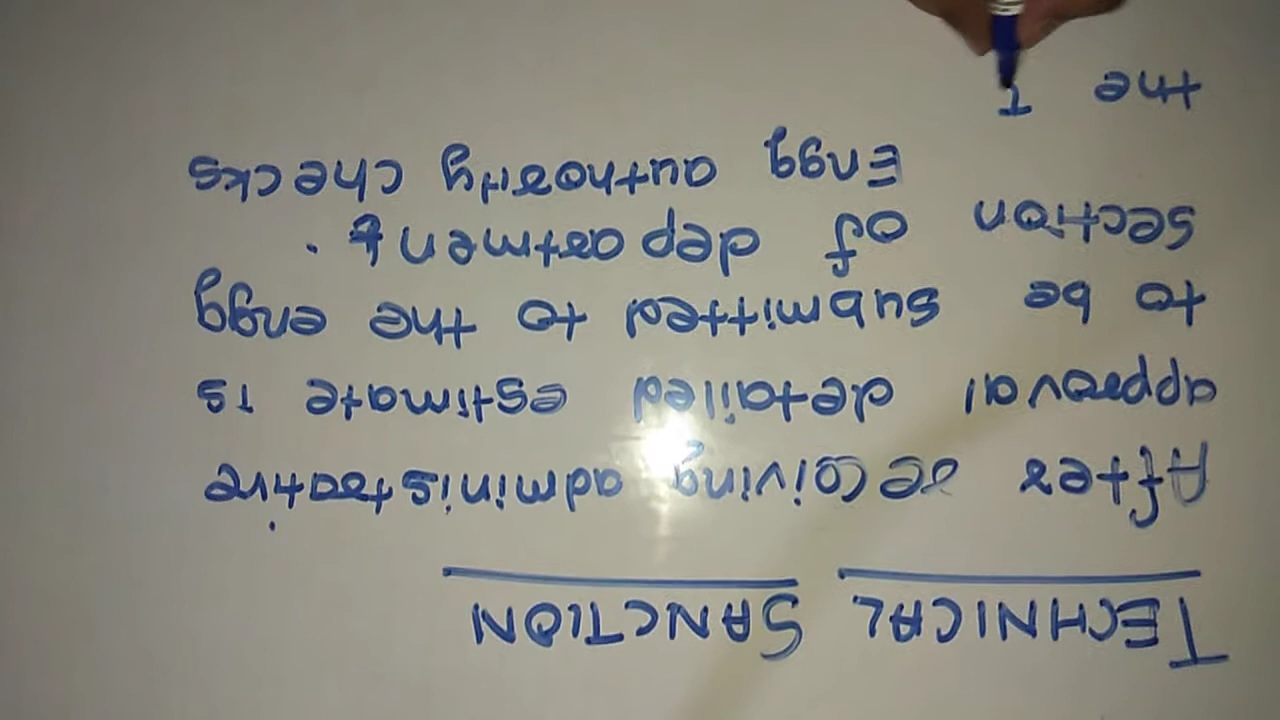 TECHNICAL SANCTION
After recoiving administrative
approval detailed estimate is
to be submitted to the engg
section of department.
Engg authority checks
the T